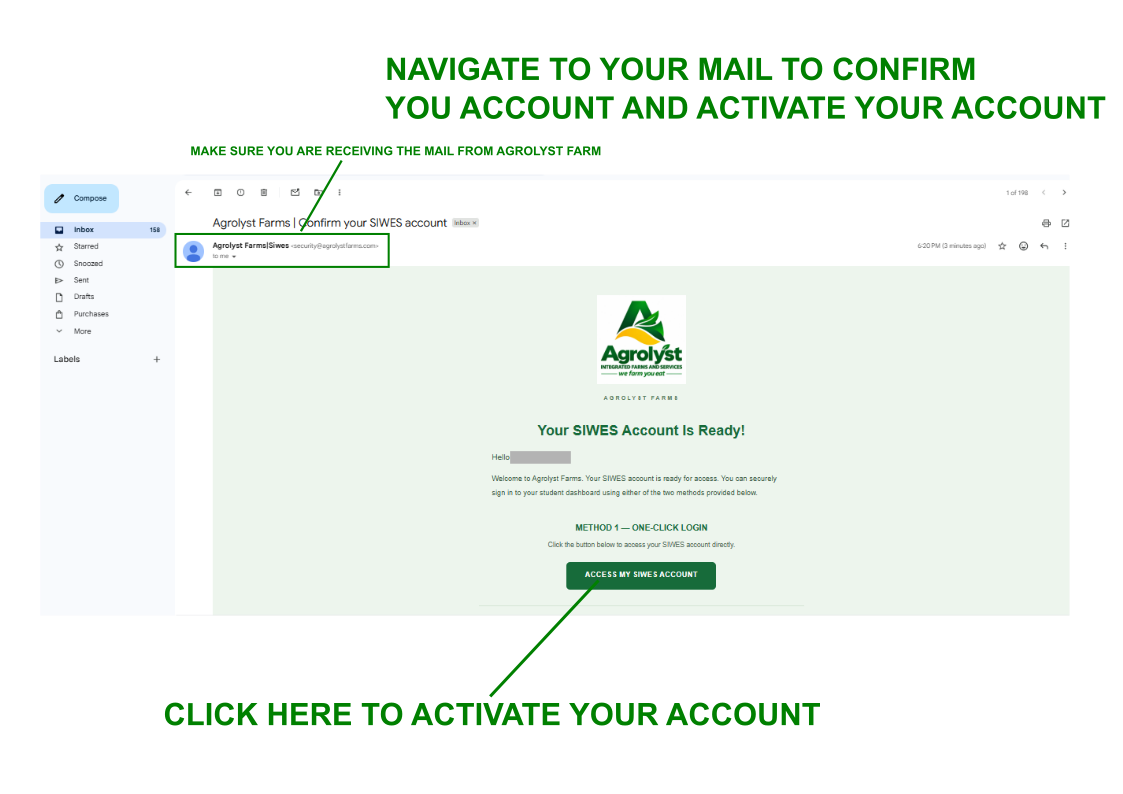 NAVIGATE TO YOUR MAIL TO CONFIRM
YOU ACCOUNT AND ACTIVATE YOUR ACCOUNT
MAKE SURE YOU ARE RECEIVING THE MAIL FROM AGROLYST FARM
Compose
1 of 198
Inbox 158
Starred
Snoozed
Sent
Drafts
Purchases
More
Labels
Agrolyst Farms | Confirm your SIWES account Inbox ×
Agrolyst Farms|Siwes <security@agrolystfarms.com>
to me
6:20 PM (3 minutes ago)
Agrolyst
INTEGRATED FARMS AND SERVICES
we farm you eat
AGROLYST FARMS
Your SIWES Account Is Ready!
Hello
Welcome to Agrolyst Farms. Your SIWES account is ready for access. You can securely
sign in to your student dashboard using either of the two methods provided below.
METHOD 1 — ONE-CLICK LOGIN
Click the button below to access your SIWES account directly.
ACCESS MY SIWES ACCOUNT
CLICK HERE TO ACTIVATE YOUR ACCOUNT